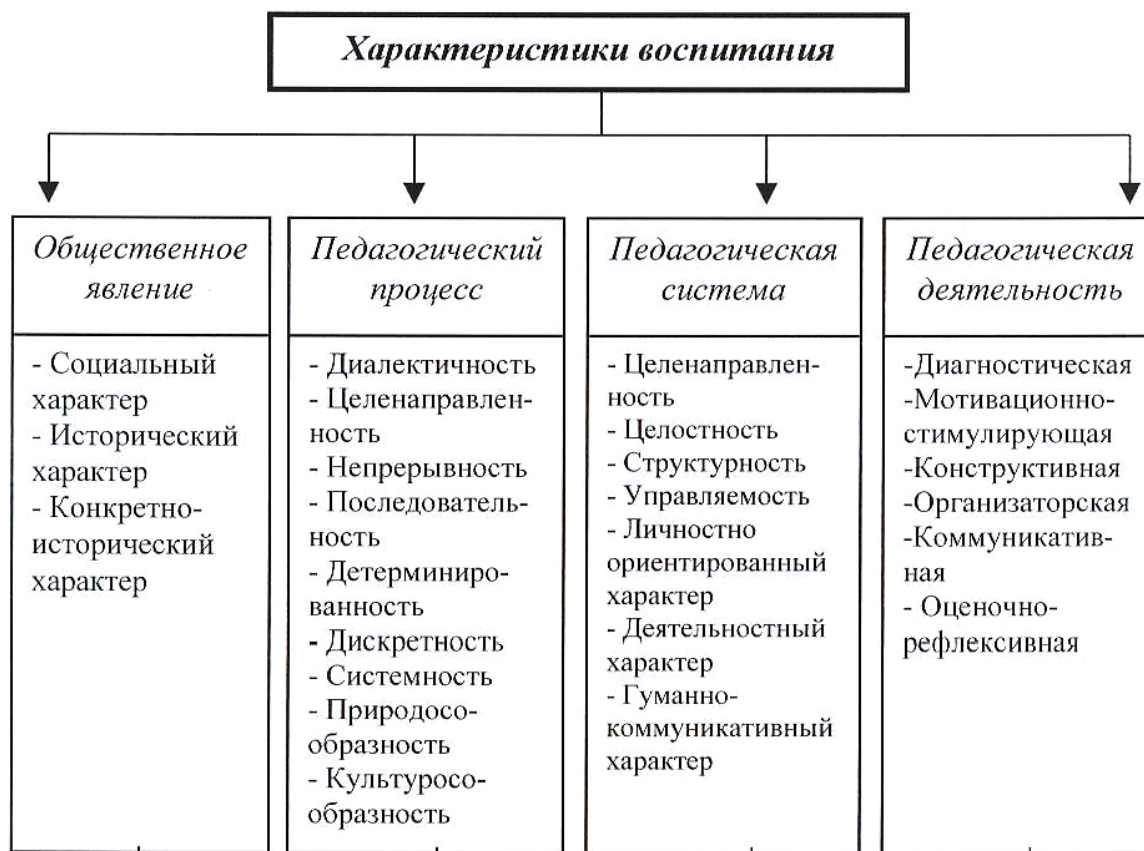 Характеристики воспитания
Общественное
явление
- Социальный
характер
- Исторический
характер
- Конкретно-
исторический
характер
Педагогический
процесс
- Диалектичность
- Целенаправлен-
ность
- Непрерывность
- Последователь-
ность
- Детерминиро-
ванность
- Дискретность
- Системность
- Природосо-
образность
- Культуросо-
образность
Педагогическая
система
- Целенаправлен-
ность
- Целостность
- Структурность
- Управляемость
- Личностно
ориентированный
характер
- Деятельностный
характер
- Гуманно-
коммуникативный
характер
Педагогическая
деятельность
-Диагностическая
-Мотивационно-
стимулирующая
-Конструктивная
-Организаторская
-Коммуникатив-
ная
- Оценочно-
рефлексивная